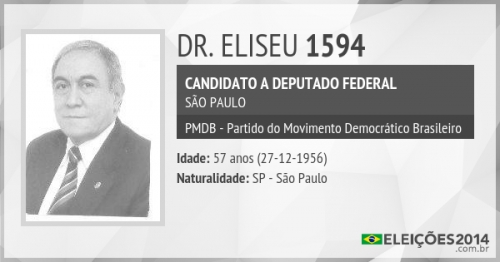 DR. ELISEU 1594
CANDIDATO A DEPUTADO FEDERAL
SÃO PAULO
PMDB - Partido do Movimento Democrático Brasileiro
Idade: 57 anos (27-12-1956)
Naturalidade: SP - São Paulo
ELEIÇÕES2014
.com.br